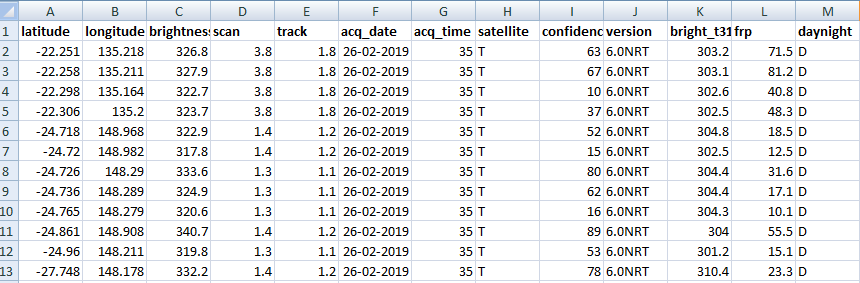 A B C D E F G H I J K L M
1 latitude longitude brightness scan track acq_date acq_time satellite confidenc version bright_t31 frp daynight
2 -22.251 135.218 326.8 3.8 1.8 26-02-2019 35 T 63 6.0NRT 303.2 71.5 D
3 -22.258 135.211 327.9 3.8 1.8 26-02-2019 35 T 67 6.0NRT 303.1 81.2 D
4 -22.298 135.164 322.7 3.8 1.8 26-02-2019 35 T 10 6.0NRT 302.6 40.8 D
5 -22.306 135.2 323.7 3.8 1.8 26-02-2019 35 T 37 6.0NRT 302.5 48.3 D
6 -24.718 148.968 322.9 1.4 1.2 26-02-2019 35 T 52 6.0NRT 304.8 18.5 D
7 -24.72 148.982 317.8 1.4 1.2 26-02-2019 35 T 15 6.0NRT 302.5 12.5 D
8 -24.726 148.29 333.6 1.3 1.1 26-02-2019 35 T 80 6.0NRT 304.4 31.6 D
9 -24.736 148.289 324.9 1.3 1.1 26-02-2019 35 T 62 6.0NRT 304.4 17.1 D
10 -24.765 148.279 320.6 1.3 1.1 26-02-2019 35 T 16 6.0NRT 304.3 10.1 D
11 -24.861 148.908 340.7 1.4 1.2 26-02-2019 35 T 89 6.0NRT 304 55.5 D
12 -24.96 148.211 319.8 1.3 1.1 26-02-2019 35 T 53 6.0NRT 301.2 15.1 D
13 -27.748 148.178 332.2 1.4 1.2 26-02-2019 35 T 78 6.0NRT 310.4 23.3 D